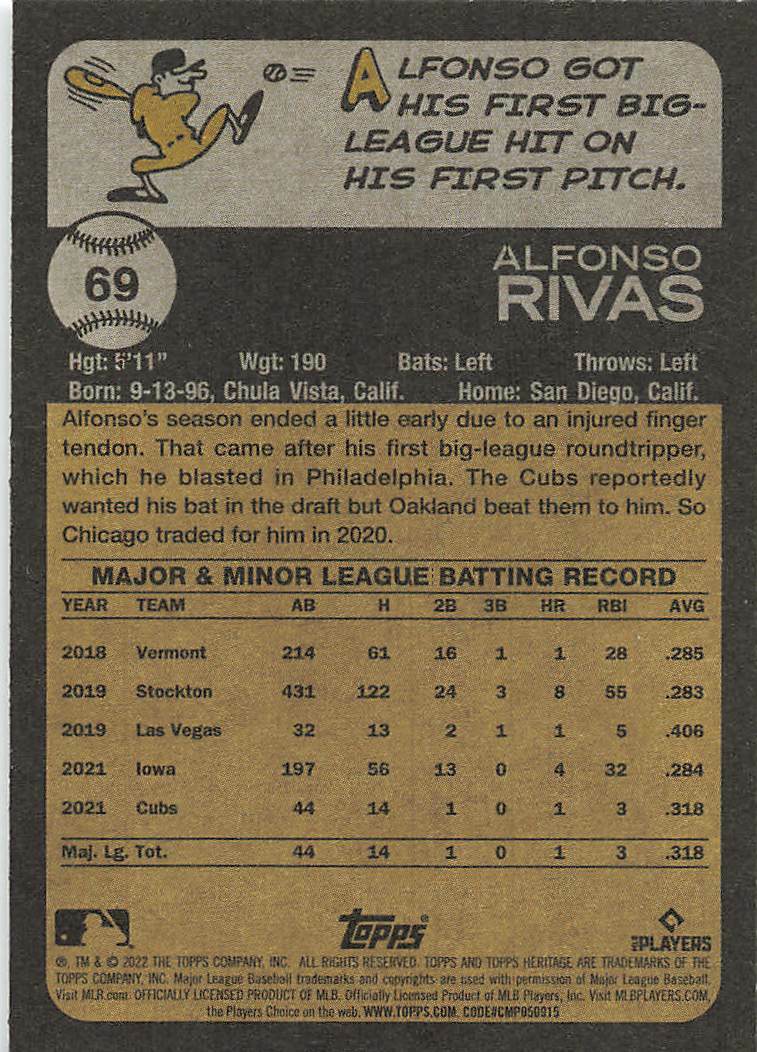 ALFONSO GOT
HIS FIRST BIG-
LEAGUE HIT ON
HIS FIRST PITCH.
69
ALFONSO
RIVAS
Hgt: 5'11" Wgt: 190 Bats: Left Throws: Left
Born: 9-13-96, Chula Vista, Calif. Home: San Diego, Calif.
Alfonso's season ended a little early due to an injured finger
tendon. That came after his first big-league roundtripper,
which he blasted in Philadelphia. The Cubs reportedly
wanted his bat in the draft but Oakland beat them to him. So
Chicago traded for him in 2020.
MAJOR & MINOR LEAGUE BATTING RECORD
YEAR TEAM AB H 2B 3B HR RBI AVG
2018 Vermont 214 61 16 1 1 28 .285
2019 Stockton 431 122 24 3 8 55 .283
2019 Las Vegas 32 13 2 1 1 5 .406
2021 Iowa 197 56 13 0 4 32 .284
2021 Cubs 44 14 1 0 1 3 .318
Maj. Lg. Tot. 44 14 1 0 1 3 .318
TOPPS® MLB PLAYERS
®, TM & © 2022 THE TOPPS COMPANY, INC. ALL RIGHTS RESERVED. TOPPS AND TOPPS HERITAGE ARE TRADEMARKS OF THE
TOPPS COMPANY, INC. Major League Baseball trademarks and copyrights are used with permission of Major League Baseball.
Visit MLB.com. OFFICIALLY LICENSED PRODUCT OF MLB. Officially Licensed Product of MLB Players, Inc. Visit MLBPLAYERS.COM,
the Players Choice on the web. WWW.TOPPS.COM. CODE#CMP050915